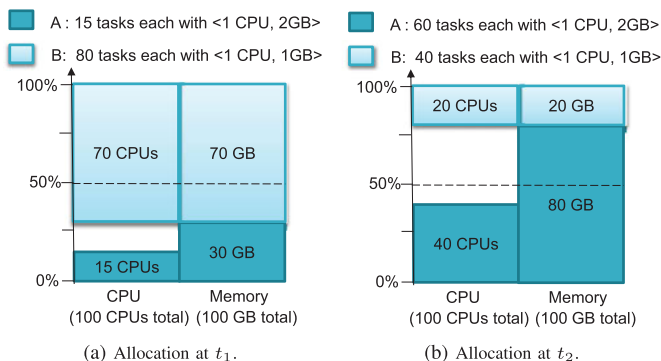 A : 15 tasks each with <1 CPU, 2GB>
B: 80 tasks each with <1 CPU, 1GB>
100%
70 CPUs
70 GB
50%
15 CPUs
30 GB
0%
CPU
(100 CPUs total)
Memory
(100 GB total)
(a) Allocation at t₁.
A : 60 tasks each with <1 CPU, 2GB>
B: 40 tasks each with <1 CPU, 1GB>
100%
20 CPUs
20 GB
50%
40 CPUs
80 GB
0%
CPU
(100 CPUs total)
Memory
(100 GB total)
(b) Allocation at t₂.